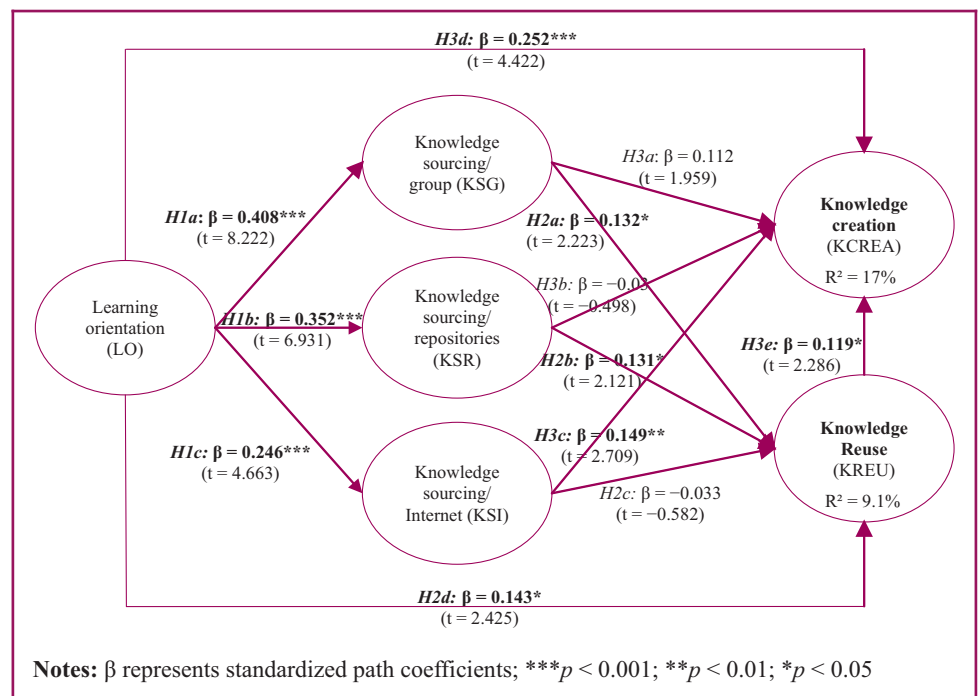 H3d: β = 0.252***
(t = 4.422)
Knowledge
sourcing/
group (KSG)
H3a: β = 0.112
(t = 1.959)
H1a: β = 0.408***
(t = 8.222)
H2a: β = 0.132*
(t = 2.223)
Knowledge
creation
(KCREA)
R² = 17%
Learning
orientation
(LO)
H1b: β = 0.352***
(t = 6.931)
Knowledge
sourcing/
repositories
(KSR)
H3b: β = −0.03
(t = −0.498)
H2b: β = 0.131*
(t = 2.121)
H3e: β = 0.119*
(t = 2.286)
H1c: β = 0.246***
(t = 4.663)
Knowledge
sourcing/
Internet (KSI)
H3c: β = 0.149**
(t = 2.709)
H2c: β = −0.033
(t = −0.582)
Knowledge
Reuse
(KREU)
R² = 9.1%
H2d: β = 0.143*
(t = 2.425)
Notes: β represents standardized path coefficients; ***p < 0.001; **p < 0.01; *p < 0.05